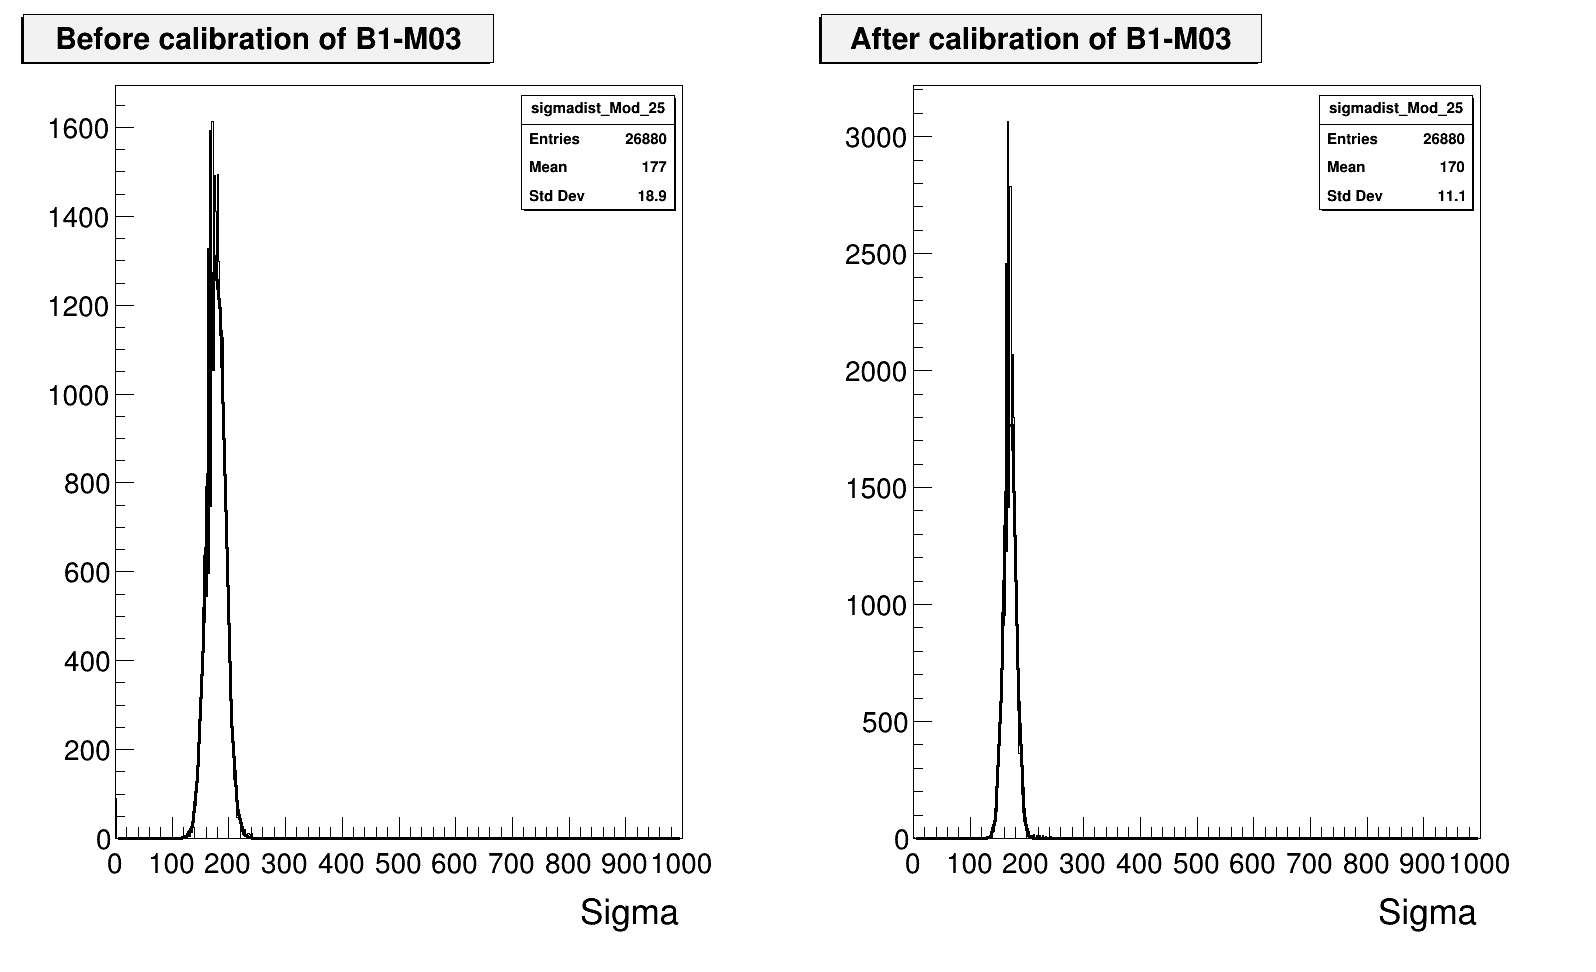 Before calibration of B1-M03
sigmadist_Mod_25
Entries 26880
Mean 177
Std Dev 18.9
1600
1400
1200
1000
800
600
400
200
0
0 100 200 300 400 500 600 700 800 900 1000
Sigma
After calibration of B1-M03
sigmadist_Mod_25
Entries 26880
Mean 170
Std Dev 11.1
3000
2500
2000
1500
1000
500
0
0 100 200 300 400 500 600 700 800 900 1000
Sigma